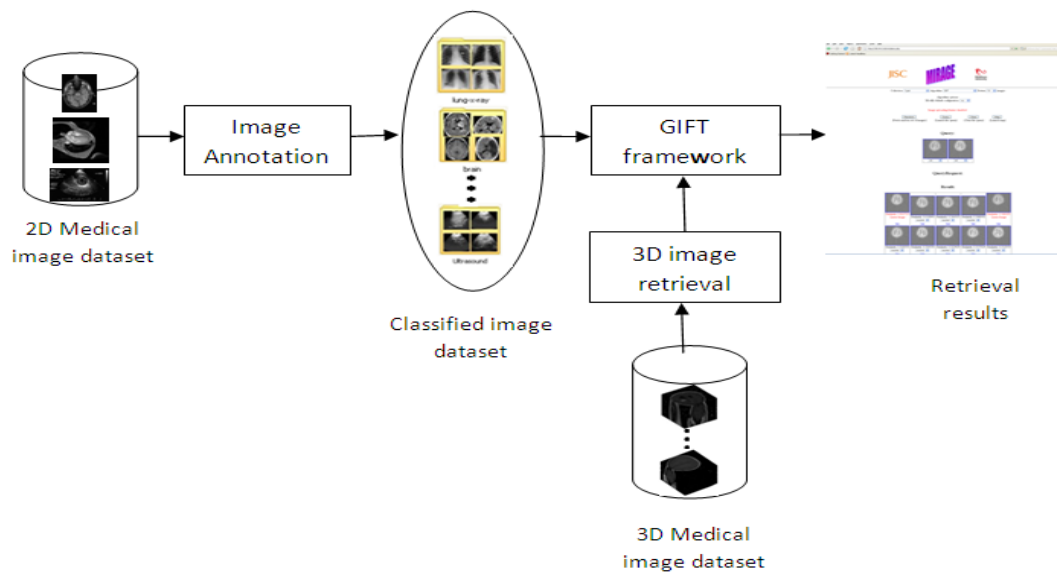 2D Medical
image dataset
Image
Annotation
lung-x-ray
brain
Ultrasound
Classified image
dataset
GIFT
framework
3D image
retrieval
3D Medical
image dataset
JISC
MIRAGE
Query
Results
Retrieval
results